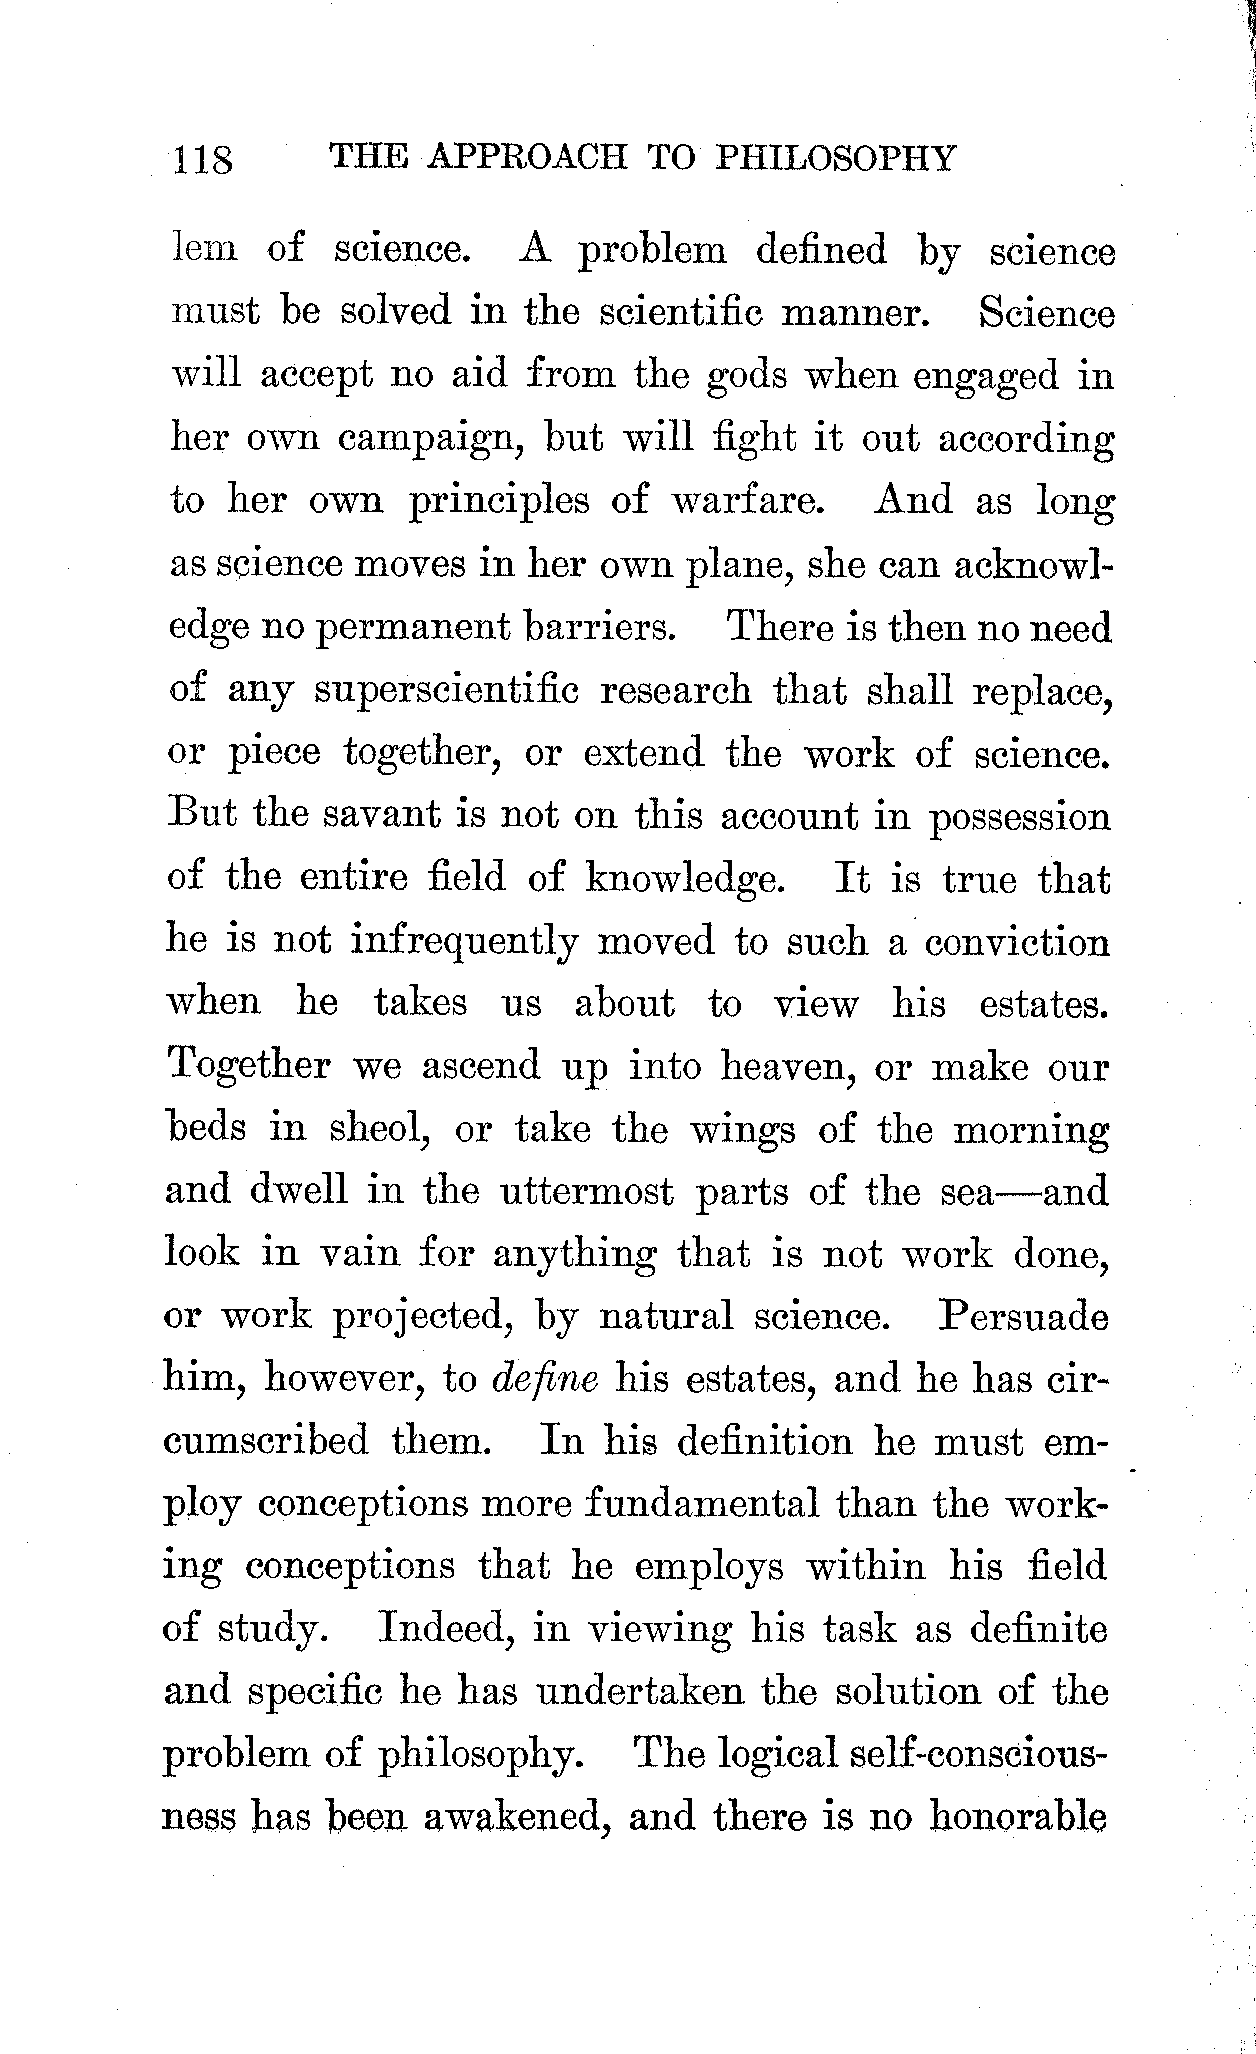 118 THE APPROACH TO PHILOSOPHY
lem of science. A problem defined by science
must be solved in the scientific manner. Science
will accept no aid from the gods when engaged in
her own campaign, but will fight it out according
to her own principles of warfare. And as long
as science moves in her own plane, she can acknowl-
edge no permanent barriers. There is then no need
of any superscientific research that shall replace,
or piece together, or extend the work of science.
But the savant is not on this account in possession
of the entire field of knowledge. It is true that
he is not infrequently moved to such a conviction
when he takes us about to view his estates.
Together we ascend up into heaven, or make our
beds in sheol, or take the wings of the morning
and dwell in the uttermost parts of the sea—and
look in vain for anything that is not work done,
or work projected, by natural science. Persuade
him, however, to define his estates, and he has cir-
cumscribed them. In his definition he must em-
ploy conceptions more fundamental than the work-
ing conceptions that he employs within his field
of study. Indeed, in viewing his task as definite
and specific he has undertaken the solution of the
problem of philosophy. The logical self-conscious-
ness has been awakened, and there is no honorable